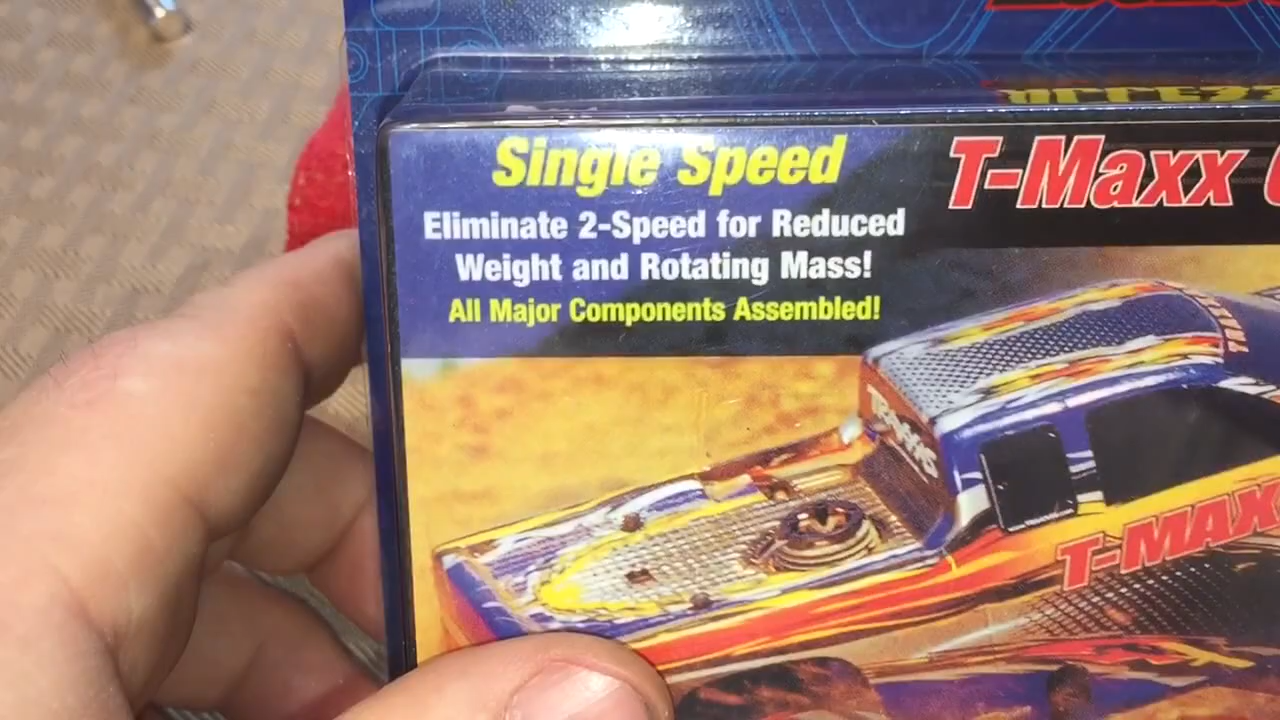 Single Speed
T-Maxx
Eliminate 2-Speed for Reduced
Weight and Rotating Mass!
All Major Components Assembled!
TRAXXAS
T-MAXX